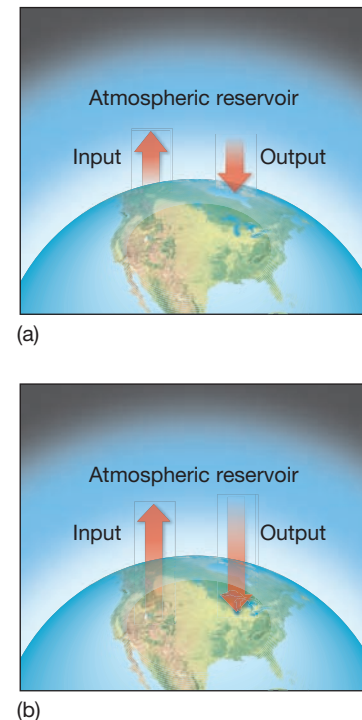 Atmospheric reservoir
Input Output
(a)
Atmospheric reservoir
Input Output
(b)